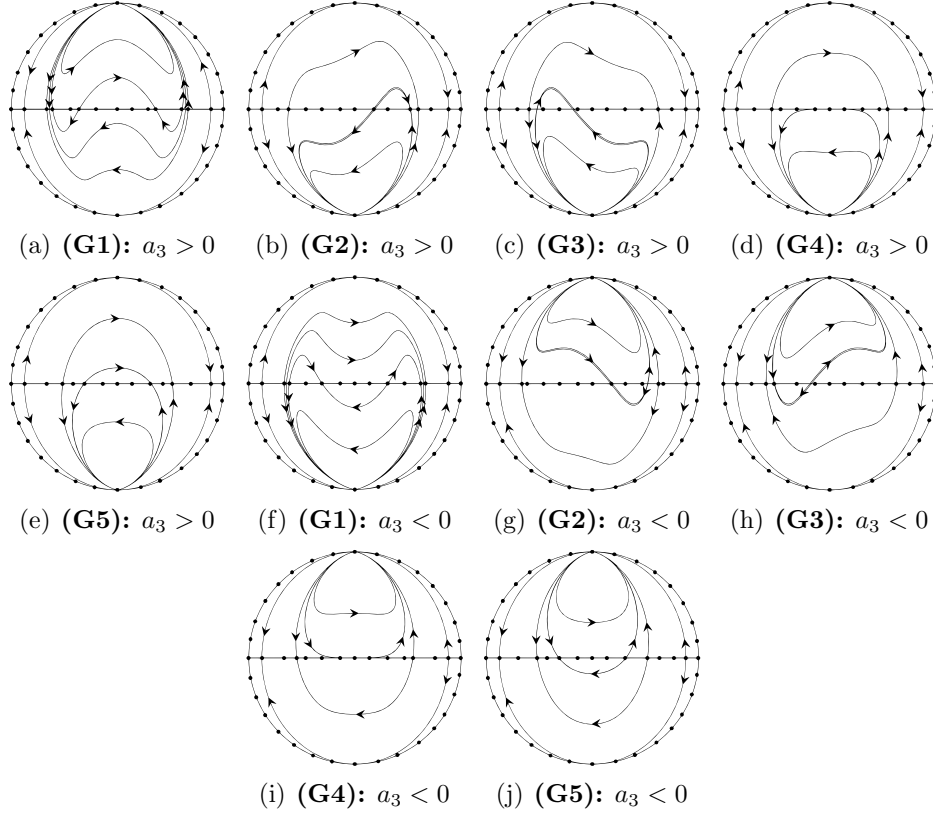 (a) (G1): a₃ > 0 (b) (G2): a₃ > 0 (c) (G3): a₃ > 0 (d) (G4): a₃ > 0
(e) (G5): a₃ > 0 (f) (G1): a₃ < 0 (g) (G2): a₃ < 0 (h) (G3): a₃ < 0
(i) (G4): a₃ < 0 (j) (G5): a₃ < 0